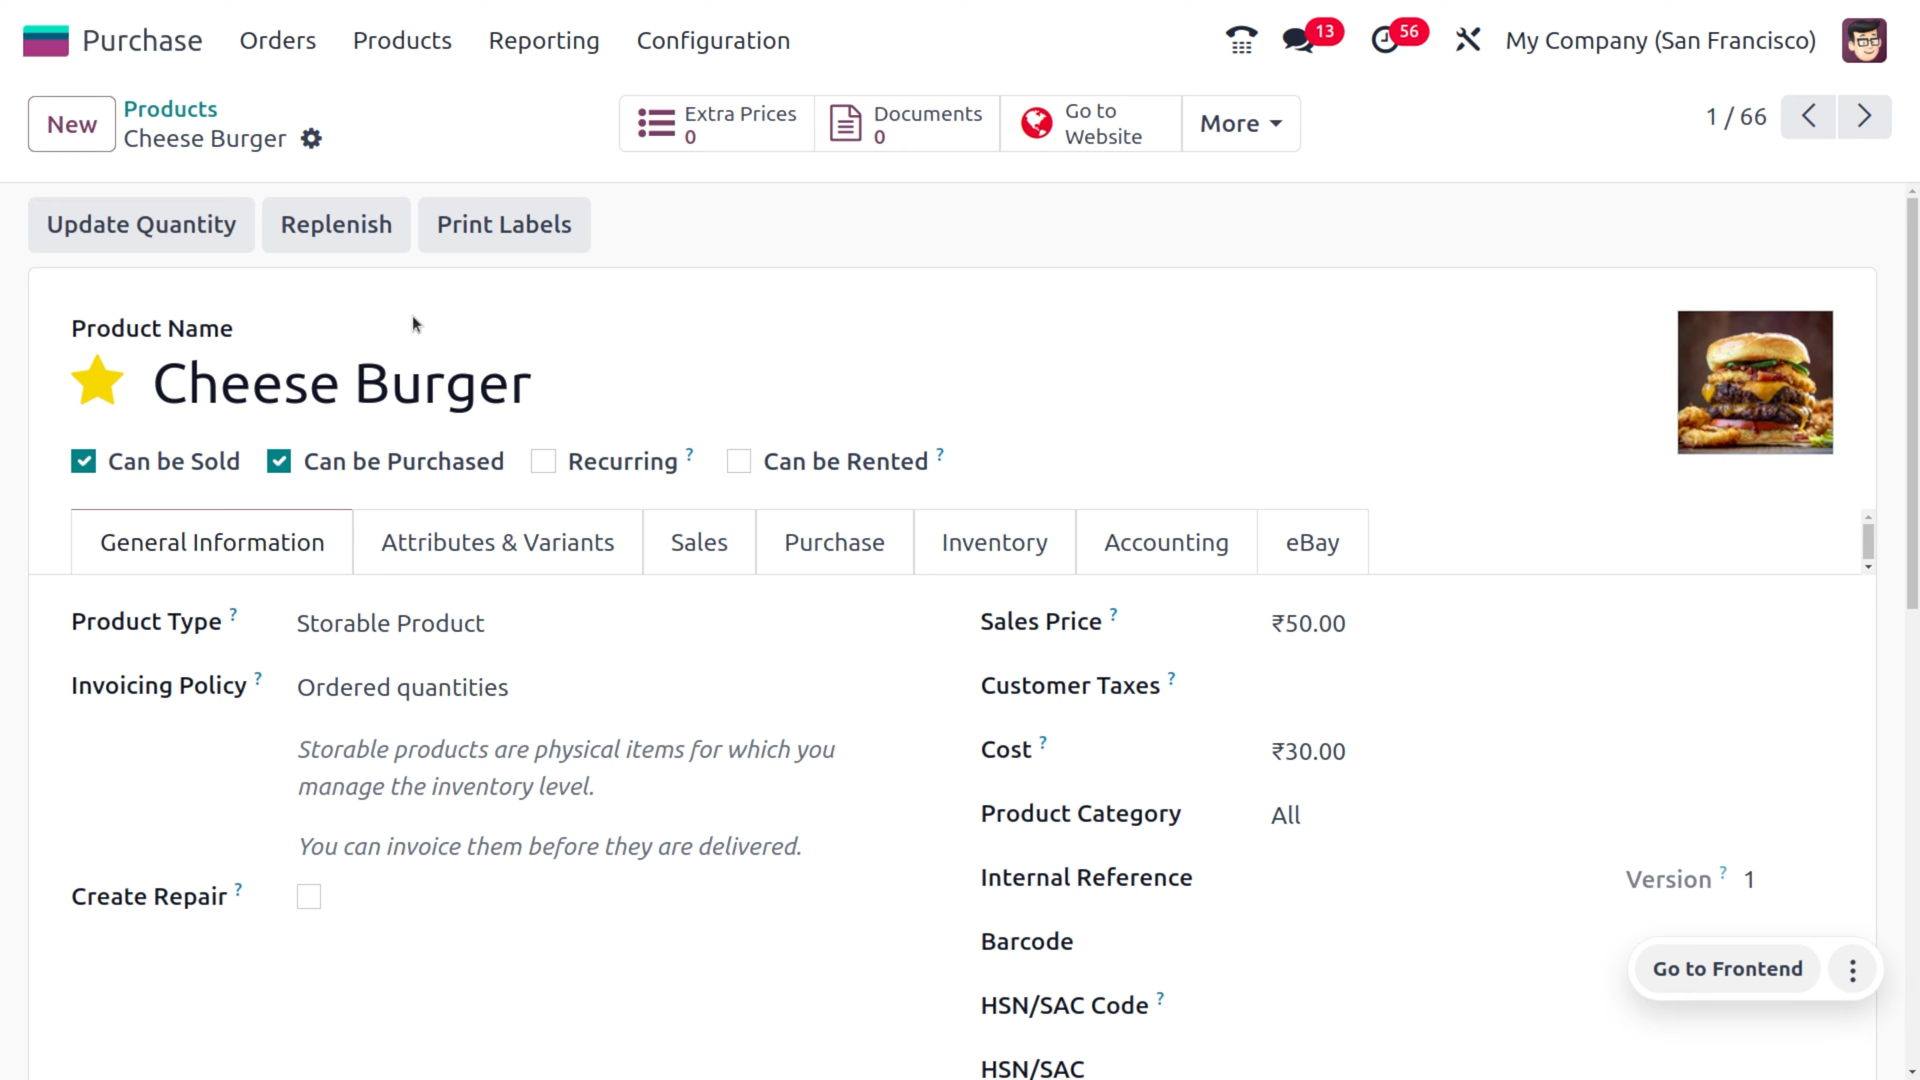 Purchase
Orders
Products
Reporting
Configuration
13
56
My Company (San Francisco)
New
Products
Cheese Burger
Extra Prices
0
Documents
0
Go to
Website
More
1 / 66
Update Quantity
Replenish
Print Labels
Product Name
Cheese Burger
Can be Sold
Can be Purchased
Recurring ?
Can be Rented ?
General Information
Attributes & Variants
Sales
Purchase
Inventory
Accounting
eBay
Product Type ?
Storable Product
Invoicing Policy ?
Ordered quantities
Storable products are physical items for which you
manage the inventory level.
You can invoice them before they are delivered.
Create Repair ?
Sales Price ?
₹50.00
Customer Taxes ?
Cost ?
₹30.00
Product Category
All
Internal Reference
Version ? 1
Barcode
HSN/SAC Code ?
HSN/SAC
Go to Frontend